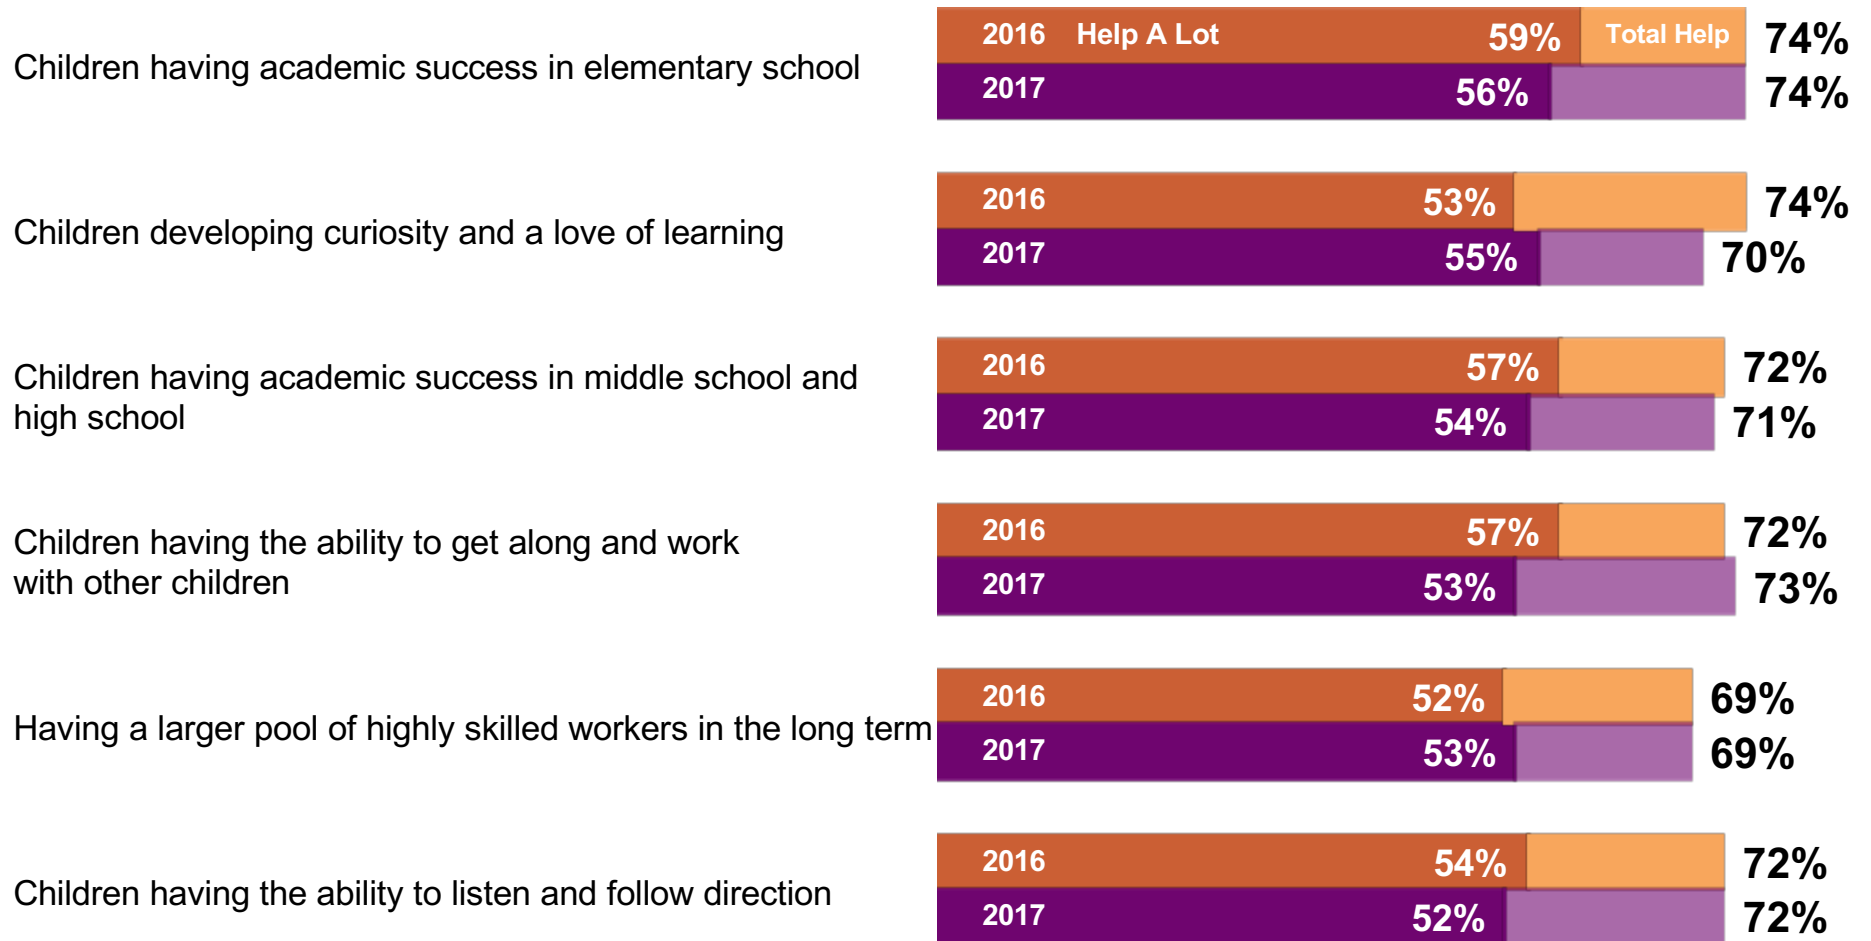 2016 Help A Lot 59% Total Help 74%
Children having academic success in elementary school
2017 56% 74%
2016 53% 74%
Children developing curiosity and a love of learning
2017 55% 70%
2016 57% 72%
Children having academic success in middle school and
high school
2017 54% 71%
2016 57% 72%
Children having the ability to get along and work
with other children
2017 53% 73%
2016 52% 69%
Having a larger pool of highly skilled workers in the long term
2017 53% 69%
2016 54% 72%
Children having the ability to listen and follow direction
2017 52% 72%